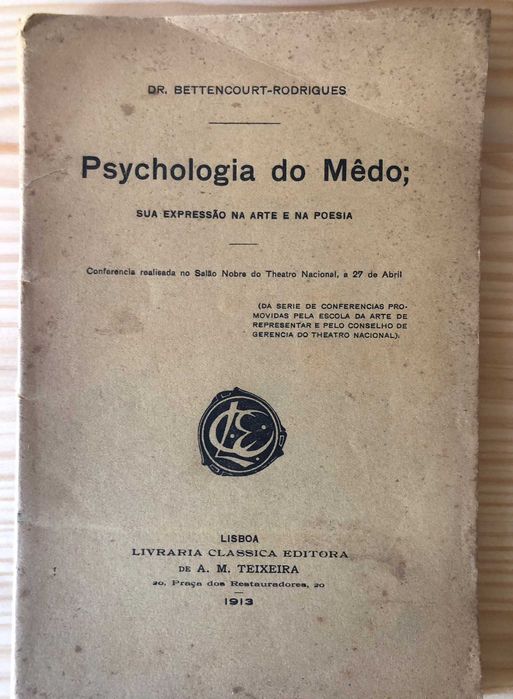 DR. BETTENCOURT-RODRIGUES
Psychologia do Mêdo;
SUA EXPRESSÃO NA ARTE E NA POESIA
Conferencia realisada no Salão Nobre do Theatro Nacional, a 27 de Abril
(DA SERIE DE CONFERENCIAS PRO-
MOVIDAS PELA ESCOLA DA ARTE DE
REPRESENTAR E PELO CONSELHO DE
GERENCIA DO THEATRO NACIONAL).
LCE
LISBOA
LIVRARIA CLASSICA EDITORA
DE A. M. TEIXEIRA
20, Praça dos Restauradores, 20
1913